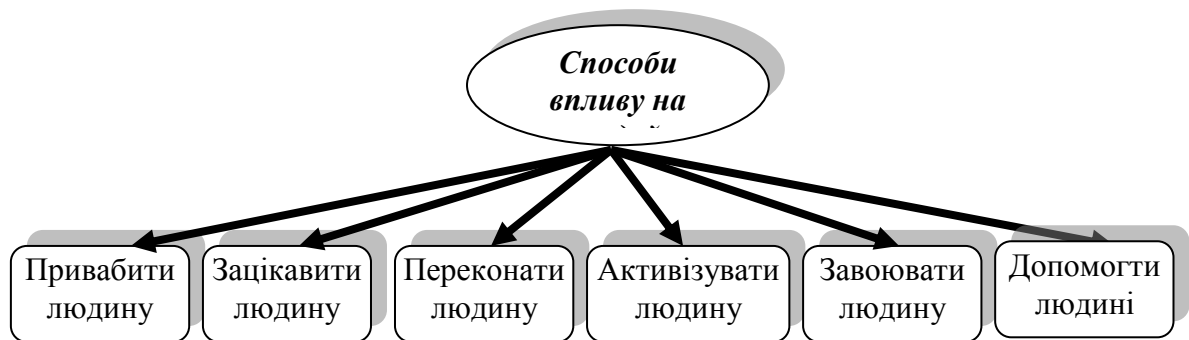 Способи
впливу на
Привабити
людину
Зацікавити
людину
Переконати
людину
Активізувати
людину
Завоювати
людину
Допомогти
людині